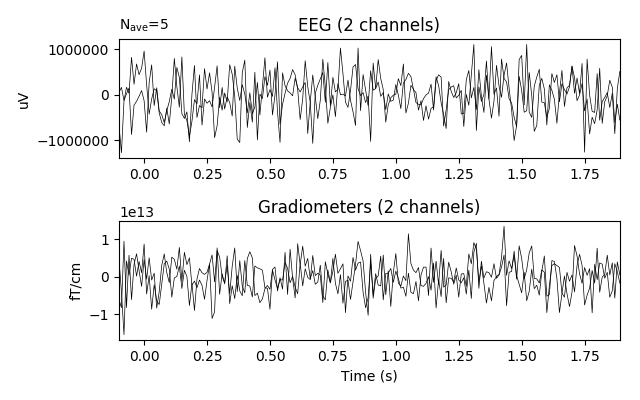 N_ave=5
EEG (2 channels)
1000000
0
−1000000
uV
0.00 0.25 0.50 0.75 1.00 1.25 1.50 1.75
1e13
Gradiometers (2 channels)
1
0
−1
fT/cm
0.00 0.25 0.50 0.75 1.00 1.25 1.50 1.75
Time (s)